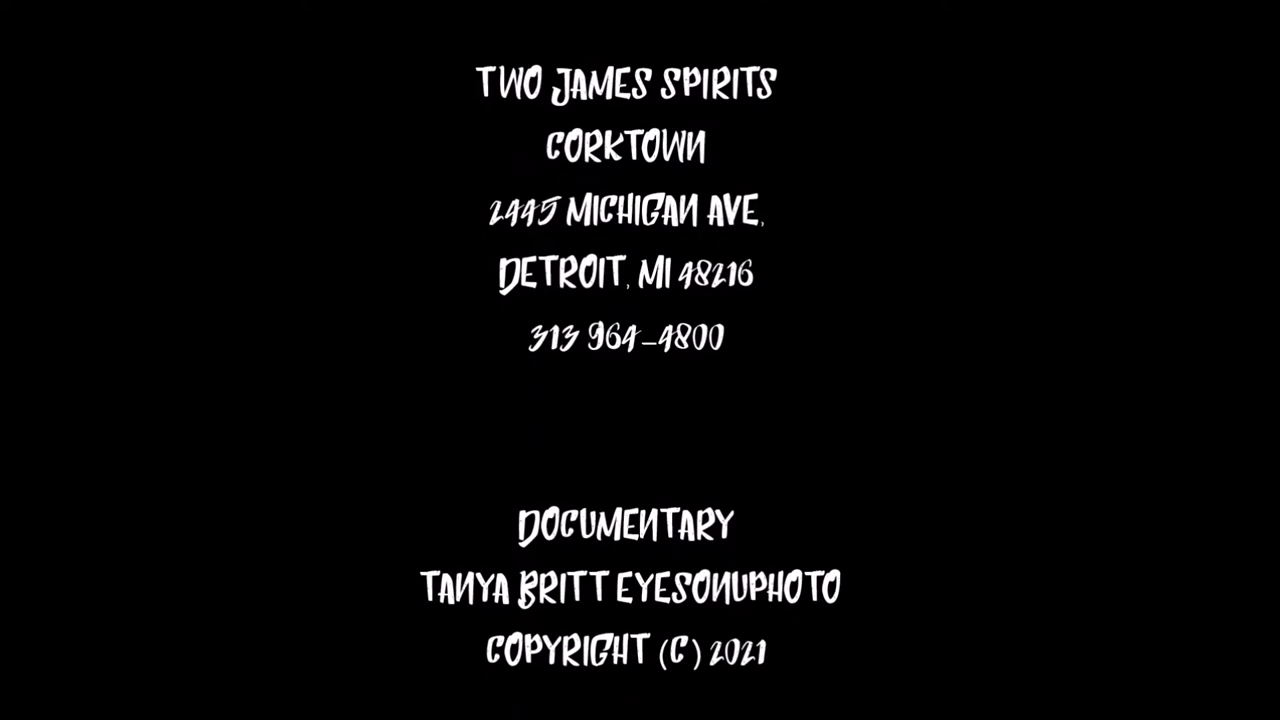 TWO JAMES SPIRITS
CORKTOWN
2445 MICHIGAN AVE,
DETROIT, MI 48216
313 964-4800
DOCUMENTARY
TANYA BRITT EYESONUPHOTO
COPYRIGHT (C) 2021